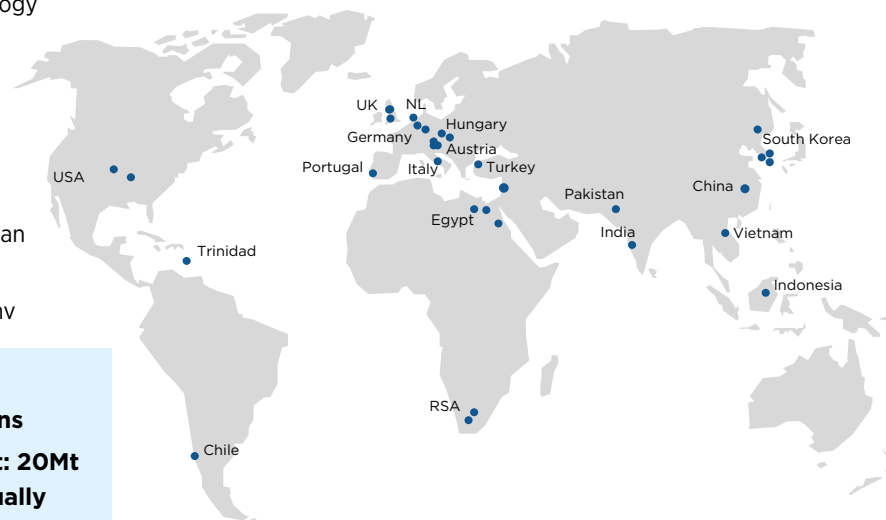 ogy
an
nv
ns
: 20Mt
ually
UK
NL
Germany
Hungary
Austria
Portugal
Italy
Turkey
USA
Egypt
Pakistan
India
China
South Korea
Vietnam
Trinidad
Indonesia
RSA
Chile